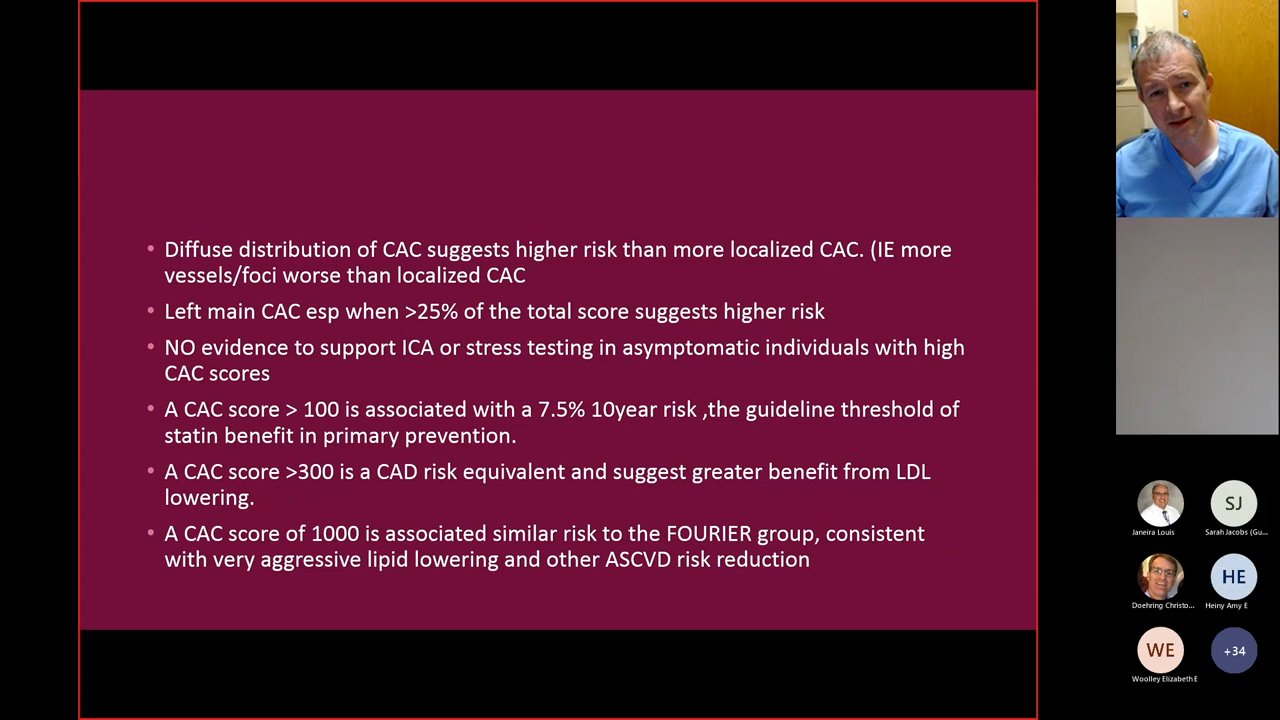 • Diffuse distribution of CAC suggests higher risk than more localized CAC. (IE more
vessels/foci worse than localized CAC
• Left main CAC esp when >25% of the total score suggests higher risk
• NO evidence to support ICA or stress testing in asymptomatic individuals with high
CAC scores
• A CAC score > 100 is associated with a 7.5% 10year risk ,the guideline threshold of
statin benefit in primary prevention.
• A CAC score >300 is a CAD risk equivalent and suggest greater benefit from LDL
lowering.
• A CAC score of 1000 is associated similar risk to the FOURIER group, consistent
with very aggressive lipid lowering and other ASCVD risk reduction
SJ
Janeira Louis
Sarah Jacobs (Gu...
HE
Doehring Christo...
Heiny Amy E
WE
+34
Woolley Elizabeth E